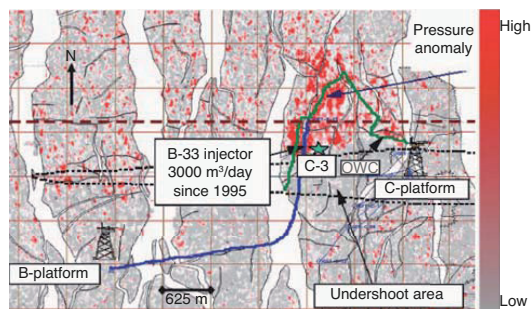 Pressure
anomaly
High
N
B-33 injector
3000 m³/day
since 1995
C-3
OWC
C-platform
B-platform
625 m
Undershoot area
Low